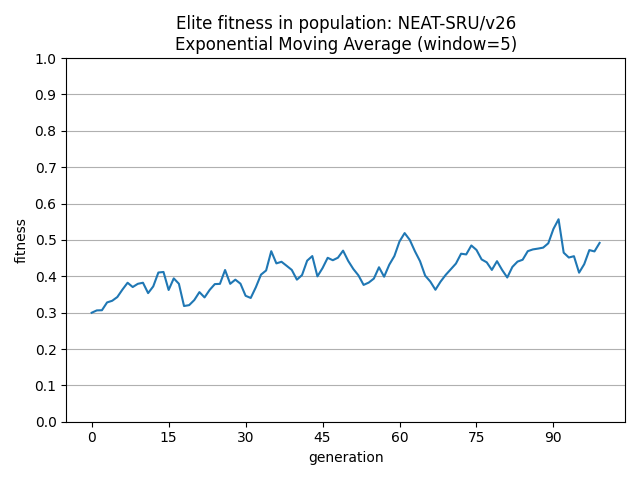 Elite fitness in population: NEAT-SRU/v26
Exponential Moving Average (window=5)
1.0
0.9
0.8
0.7
0.6
0.5
0.4
0.3
0.2
0.1
0.0
fitness
0 15 30 45 60 75 90
generation